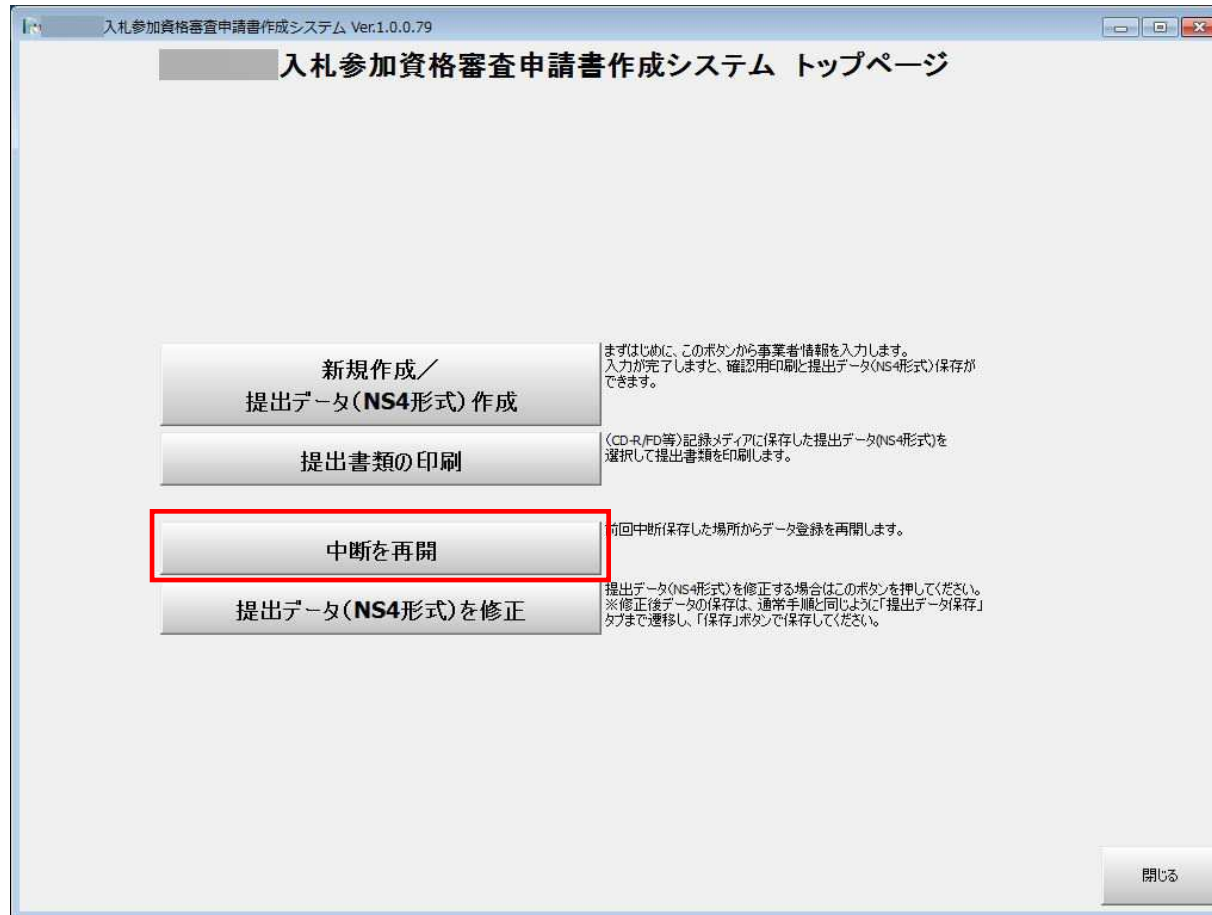 入札参加資格審査申請書作成システム Ver.1.0.0.79
入札参加資格審査申請書作成システム トップページ
新規作成／
提出データ(NS4形式)作成
まずはじめに、このボタンから事業者情報を入力します。
入力が完了しますと、確認用印刷と提出データ(NS4形式)保存が
できます。
提出書類の印刷
(CD-R/FD等)記録メディアに保存した提出データ(NS4形式)を
選択して提出書類を印刷します。
中断を再開
前回中断保存した場所からデータ登録を再開します。
提出データ(NS4形式)を修正
提出データ(NS4形式)を修正する場合はこのボタンを押してください。
※修正後データの保存は、通常手順と同じように「提出データ保存」
タブまで遷移し、「保存」ボタンで保存してください。
閉じる